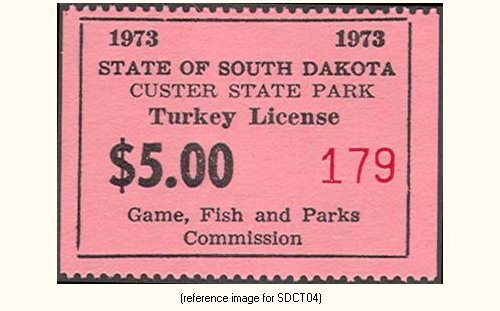 1973 1973
STATE OF SOUTH DAKOTA
CUSTER STATE PARK
Turkey License
$5.00 179
Game, Fish and Parks
Commission
(reference image for SDCT04)